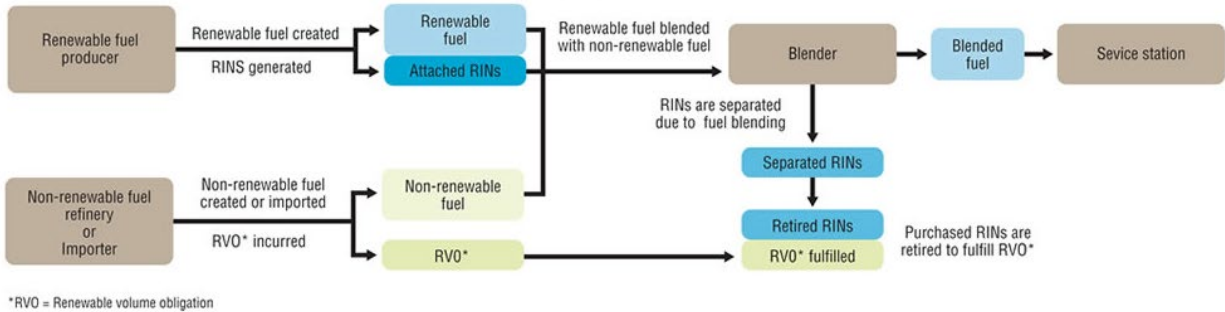 Renewable fuel
producer
Renewable fuel created
RINS generated
Renewable
fuel
Attached RINs
Renewable fuel blended
with non-renewable fuel
Blender
Blended
fuel
Sevice station
RINs are separated
due to fuel blending
Separated RINs
Non-renewable fuel
refinery
or
Importer
Non-renewable fuel
created or imported
RVO* incurred
Non-renewable
fuel
RV0*
Retired RINs
RV0* fulfilled
Purchased RINs are
retired to fulfill RVO*
*RVO = Renewable volume obligation